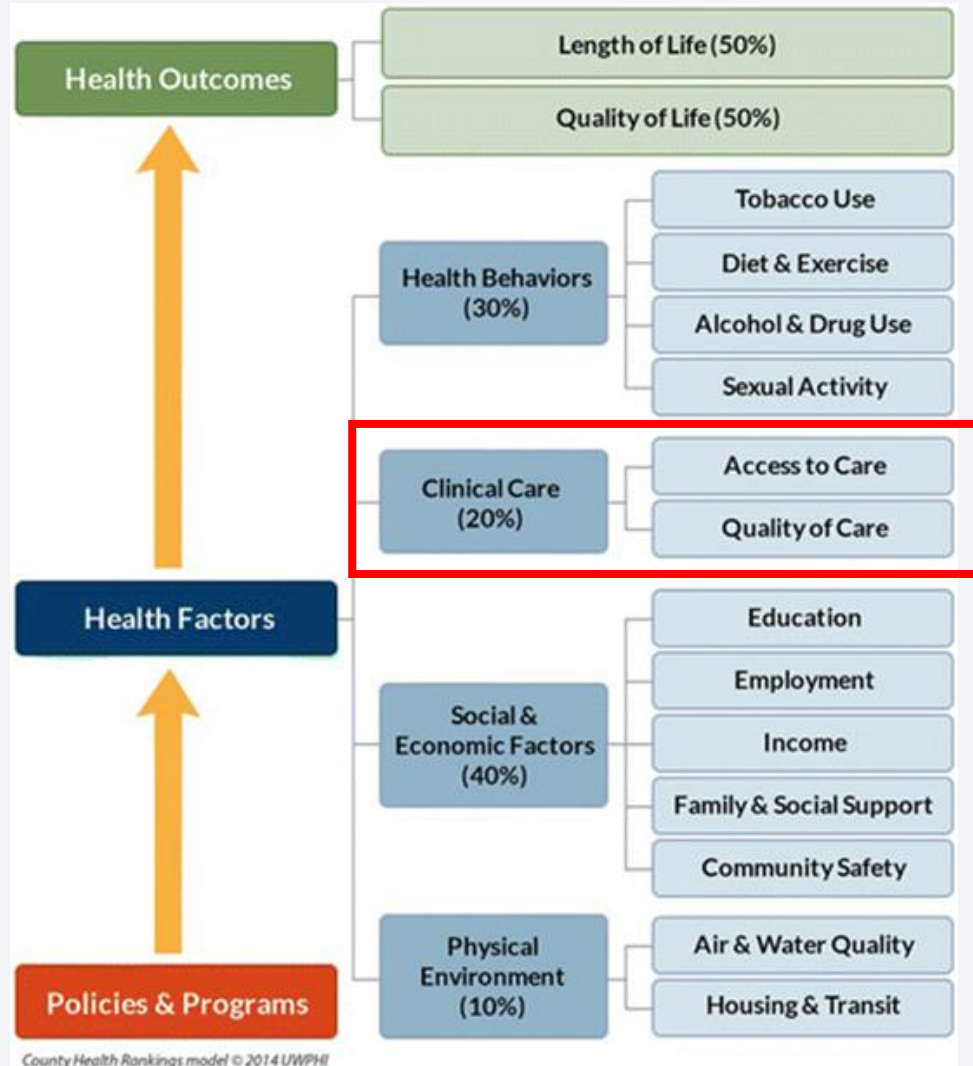 Health Outcomes
Length of Life (50%)
Quality of Life (50%)
Health Behaviors
(30%)
Tobacco Use
Diet & Exercise
Alcohol & Drug Use
Sexual Activity
Clinical Care
(20%)
Access to Care
Quality of Care
Health Factors
Social &
Economic Factors
(40%)
Education
Employment
Income
Family & Social Support
Community Safety
Physical
Environment
(10%)
Air & Water Quality
Housing & Transit
Policies & Programs
County Health Rankings model © 2014 UWPHI